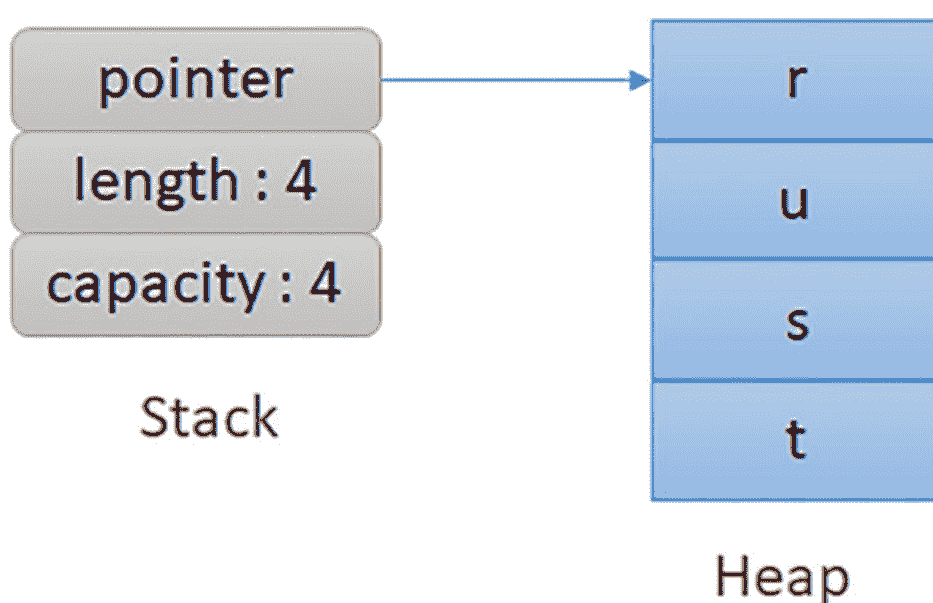 pointer
length : 4
capacity : 4
Stack
r
u
s
t
Heap